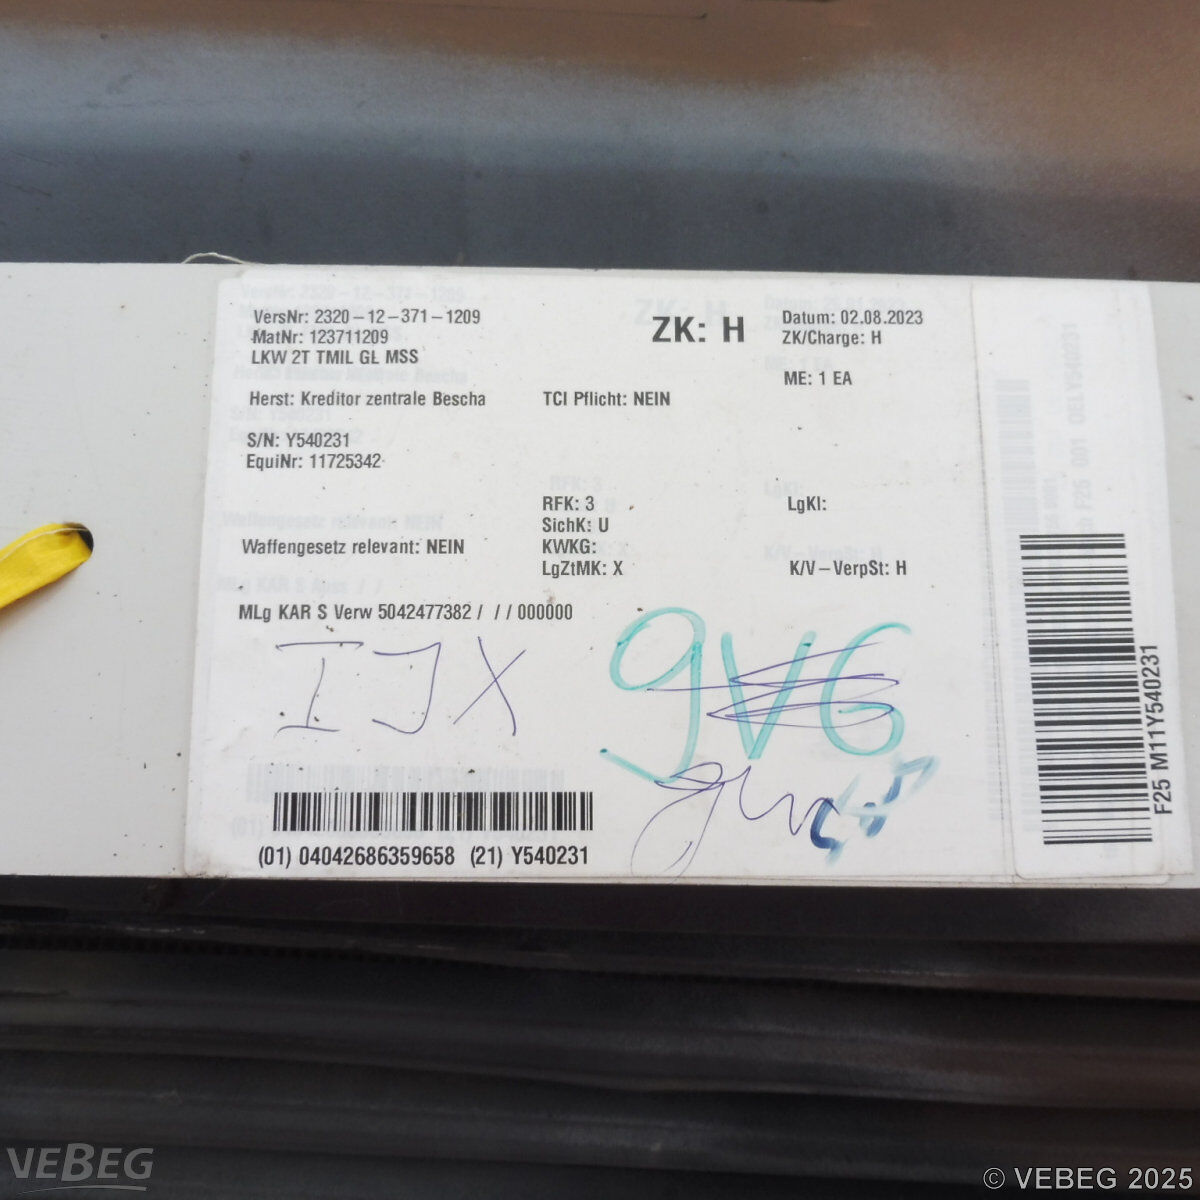 VersNr: 2320-12-371-1209
MatNr: 123711209
LKW 2T TMIL GL MSS
ZK: H
Datum: 02.08.2023
ZK/Charge: H
ME: 1 EA
Herst: Kreditor zentrale Bescha
TCI Pflicht: NEIN
S/N: Y540231
EquiNr: 11725342
RFK: 3
SichK: U
KWKG:
LgZtMK: X
LgKl:
Waffengesetz relevant: NEIN
K/V-VerpSt: H
MLg KAR S Verw 5042477382 / / / 000000
IJX
gVG
(01) 04042686359658 (21) Y540231
F25 M11Y540231
VEBEG
© VEBEG 2025